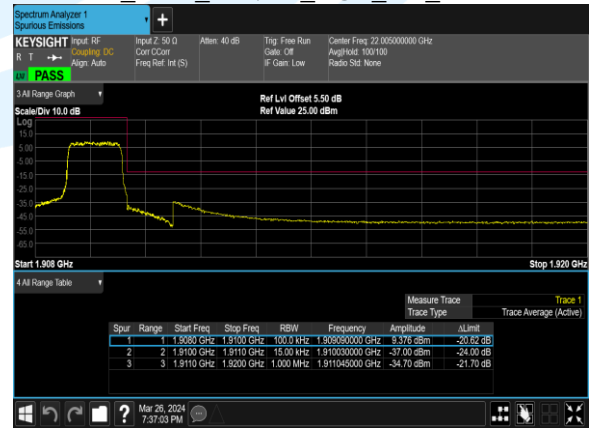 Spectrum Analyzer 1
Spurious Emissions
+
KEYSIGHT Input: RF Input Z: 50 Ω Atten: 40 dB Trig: Free Run Center Freq: 22.005000000 GHz
R T Coupling: DC Corr CCorr Gate: Off Avg|Hold: 100/100
Align: Auto Freq Ref: Int (S) IF Gain: Low Radio Std: None
LW PASS
3 All Range Graph
Ref Lvl Offset 5.50 dB
Scale/Div 10.0 dB Ref Value 25.00 dBm
Log
15.0
5.00
-5.00
-15.0
-25.0
-35.0
-45.0
-55.0
-65.0
Start 1.908 GHz Stop 1.920 GHz
4 All Range Table
Measure Trace Trace 1
Trace Type Trace Average (Active)
Spur Range Start Freq Stop Freq RBW Frequency Amplitude ΔLimit
1 1 1.9080 GHz 1.9100 GHz 100.0 kHz 1.909090000 GHz 9.376 dBm -20.62 dB
2 2 1.9100 GHz 1.9110 GHz 15.00 kHz 1.910030000 GHz -37.00 dBm -24.00 dB
3 3 1.9110 GHz 1.9200 GHz 1.000 MHz 1.911045000 GHz -34.70 dBm -21.70 dB
? Mar 26, 2024
7:37:03 PM